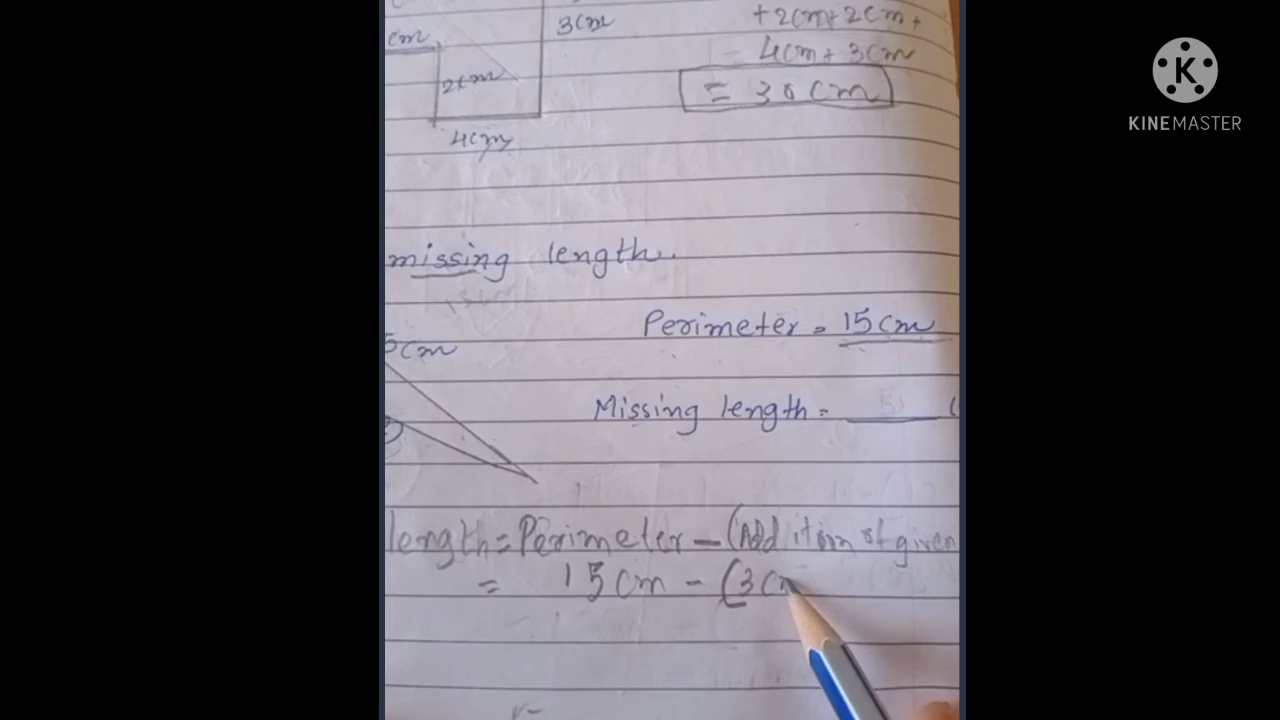 3cm
+2cm+2cm+
cm
4cm+3cm
2cm
= 30cm
4cm
missing length.
Perimeter = 15cm
5cm
Missing length =
length = Perimeter - (Addition of given
= 15cm - (3cm
K
KINEMASTER